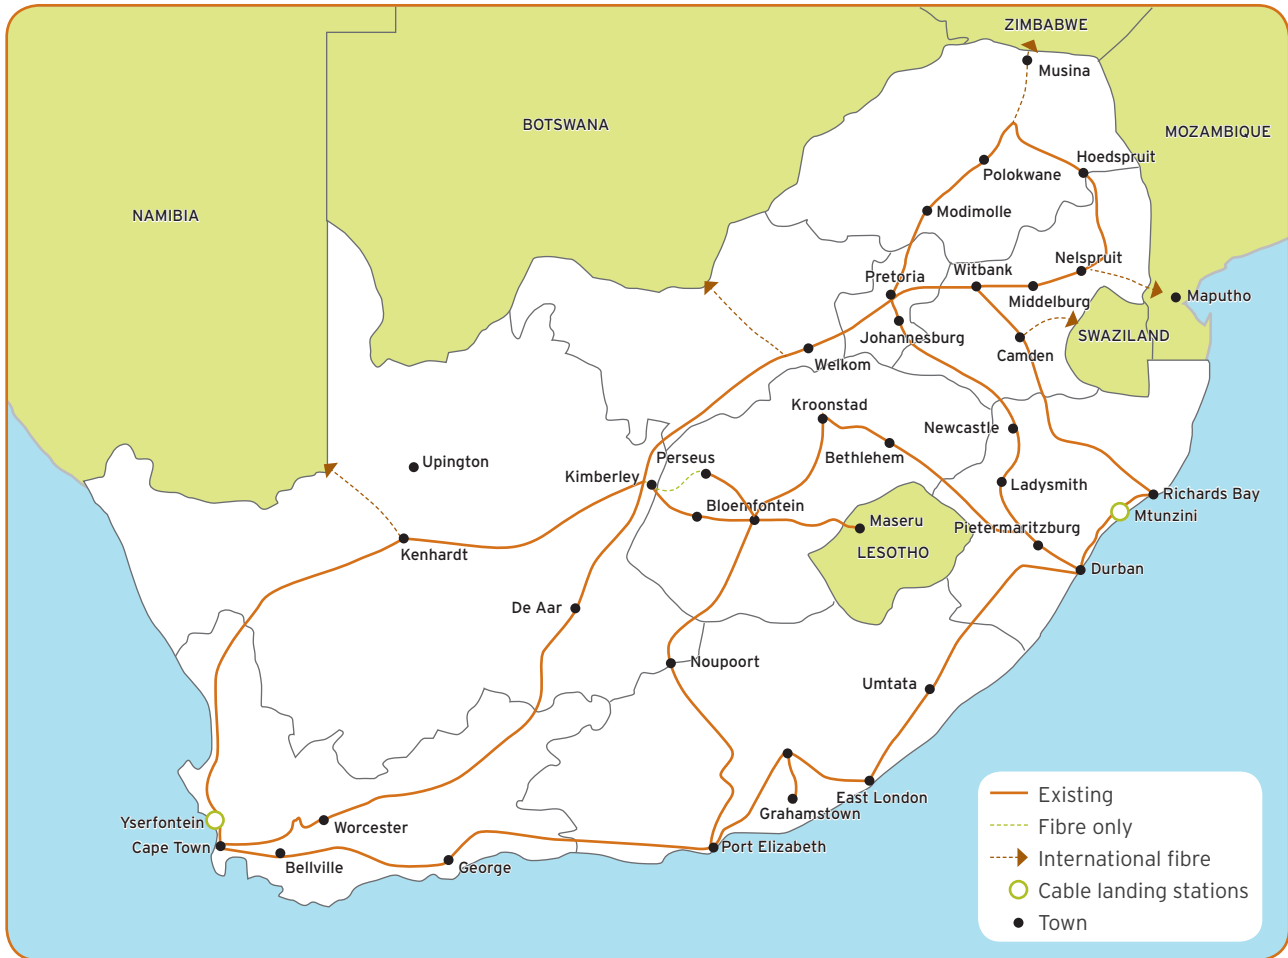 ZIMBABWE
Musina
BOTSWANA
MOZAMBIQUE
Hoedspruit
Polokwane
NAMIBIA
Modimolle
Nelspruit
Pretoria
Witbank
Middelburg
Maputho
Johannesburg
SWAZILAND
Camden
Welkom
Kroonstad
Newcastle
Bethlehem
Perseus
Upington
Kimberley
Ladysmith
Richards Bay
Bloemfontein
Mtunzini
Maseru
Pietermaritzburg
LESOTHO
Kenhardt
Durban
De Aar
Noupoort
Umtata
East London
Grahamstown
Yserfontein
Worcester
Cape Town
Port Elizabeth
Bellville
George
Existing
Fibre only
International fibre
Cable landing stations
Town